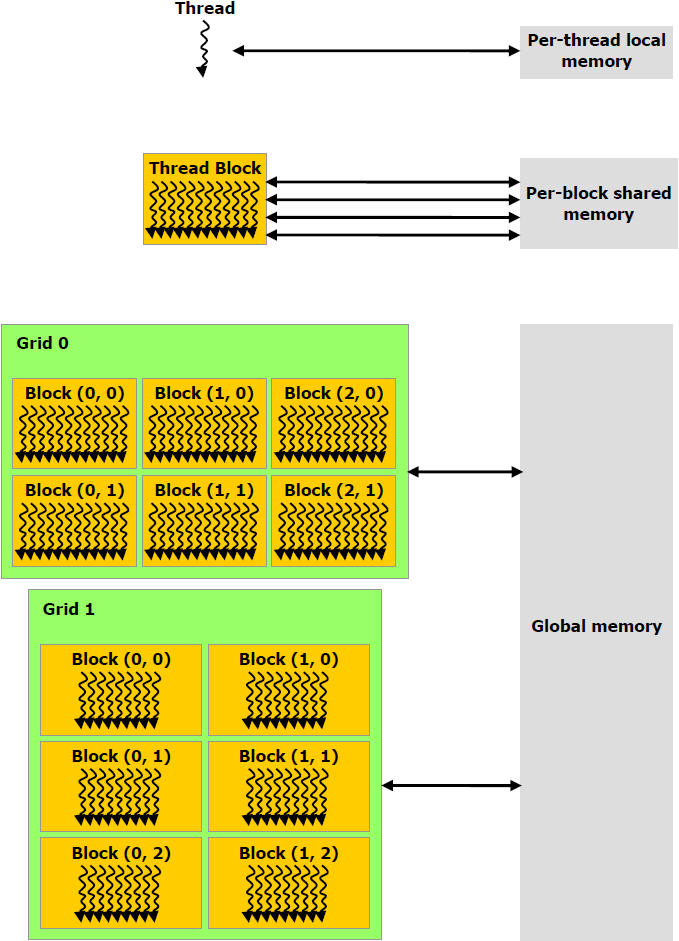 Thread
Per-thread local
memory
Thread Block
Per-block shared
memory
Grid 0
Block (0, 0)
Block (1, 0)
Block (2, 0)
Block (0, 1)
Block (1, 1)
Block (2, 1)
Global memory
Grid 1
Block (0, 0)
Block (1, 0)
Block (0, 1)
Block (1, 1)
Block (0, 2)
Block (1, 2)